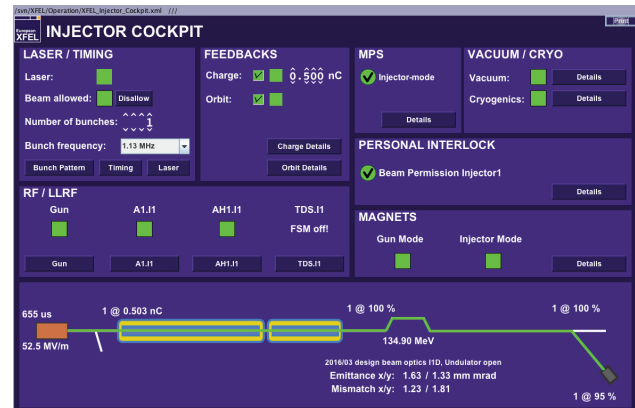 /svn/XFEL/Operation/XFEL_Injector_Cockpit.xml ///
European
XFEL
INJECTOR COCKPIT
Print
LASER / TIMING
Laser:
Beam allowed:
Disallow
Number of bunches:
1
Bunch frequency:
1.13 MHz
Bunch Pattern
Timing
Laser
FEEDBACKS
Charge:
0.500 nC
Orbit:
Charge Details
Orbit Details
MPS
Injector-mode
Details
VACUUM / CRYO
Vacuum:
Details
Cryogenics:
Details
PERSONAL INTERLOCK
Beam Permission Injector1
Details
RF / LLRF
Gun
A1.I1
AH1.I1
TDS.I1
FSM off!
Gun
A1.I1
AH1.I1
TDS.I1
MAGNETS
Gun Mode
Injector Mode
Details
655 us
1 @ 0.503 nC
1 @ 100 %
1 @ 100 %
52.5 MV/m
134.90 MeV
2016/03 design beam optics I1D, Undulator open
Emittance x/y: 1.63 / 1.33 mm mrad
Mismatch x/y: 1.23 / 1.81
1 @ 95 %